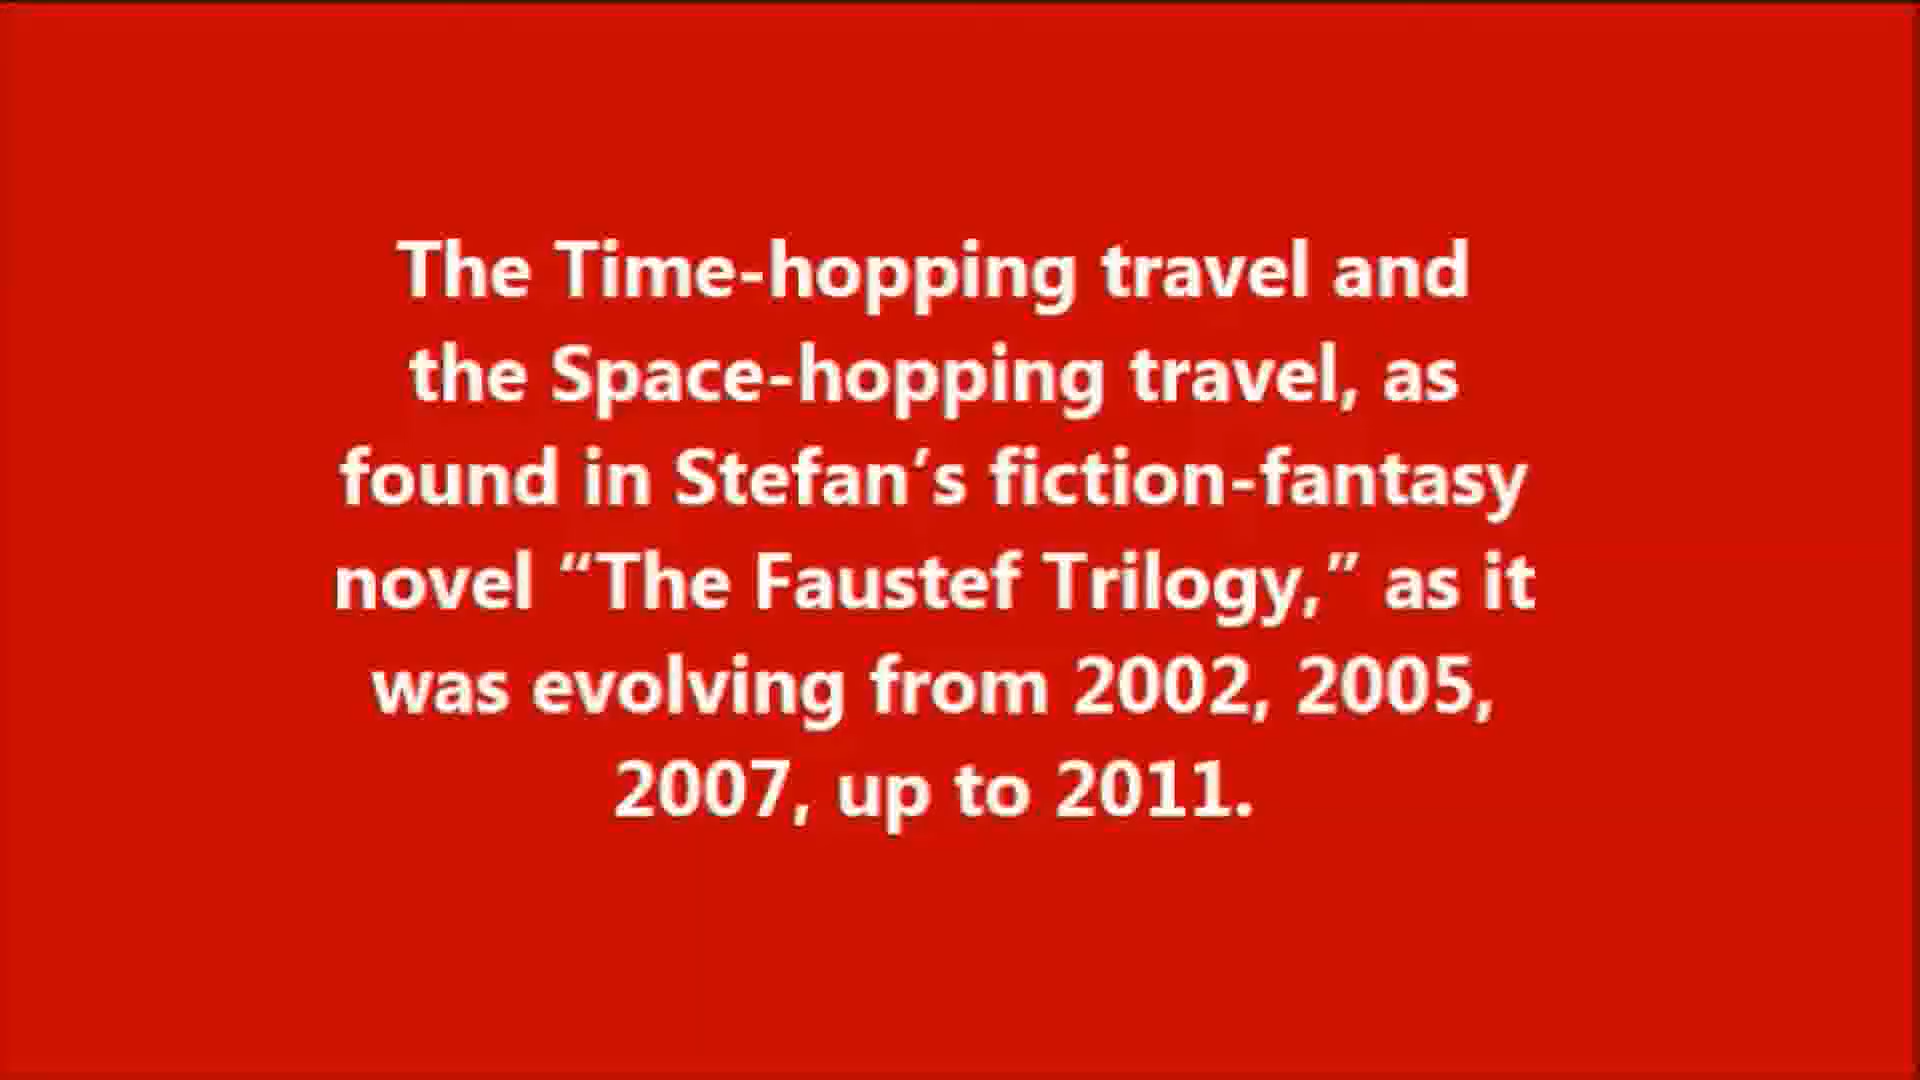 The Time-hopping travel and
the Space-hopping travel, as
found in Stefan’s fiction-fantasy
novel “The Faustef Trilogy,” as it
was evolving from 2002, 2005,
2007, up to 2011.